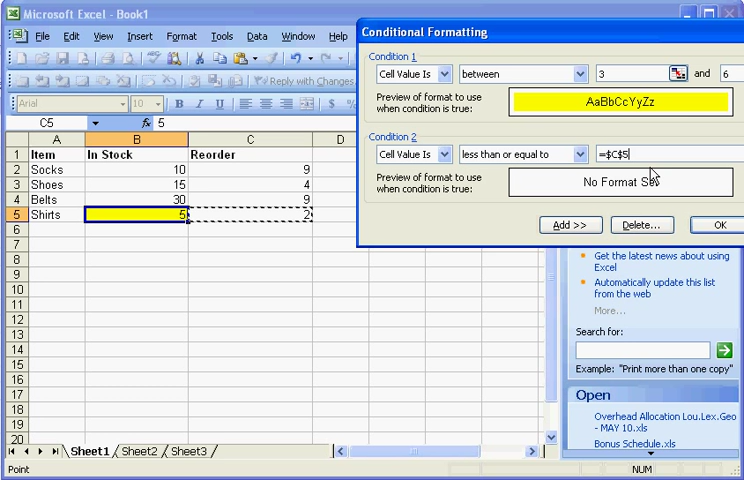 Microsoft Excel - Book1
File Edit View Insert Format Tools Data Window Help
Reply with Changes.
Arial 10 B I U $ %
C5 fx 5
A B C D
1 Item In Stock Reorder
2 Socks 10 9
3 Shoes 15 4
4 Belts 30 9
5 Shirts 5 2
6
7
8
9
10
11
12
13
14
15
16
17
18
19
20
Sheet1 Sheet2 Sheet3
Point NUM
Conditional Formatting
Condition 1
Cell Value Is between 3 and 6
Preview of format to use
when condition is true:
AaBbCcYyZz
Condition 2
Cell Value Is less than or equal to =$C$5
Preview of format to use
when condition is true:
No Format Set
Add >> Delete... OK
Get the latest news about using
Excel
Automatically update this list
from the web
More...
Search for:
Example: "Print more than one copy"
Open
Overhead Allocation Lou.Lex.Geo
- MAY 10.xls
Bonus Schedule.xls